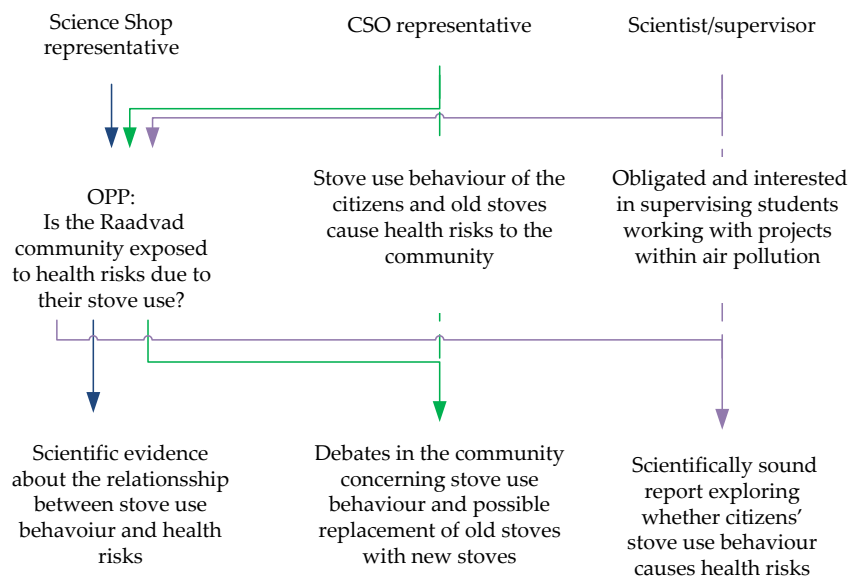 Science Shop
representative
CSO representative
Scientist/supervisor
OPP:
Is the Raadvad
community exposed
to health risks due to
their stove use?
Stove use behaviour of the
citizens and old stoves
cause health risks to the
community
Obligated and interested
in supervising students
working with projects
within air pollution
Scientific evidence
about the relationsship
between stove use
behavoiur and health
risks
Debates in the community
concerning stove use
behaviour and possible
replacement of old stoves
with new stoves
Scientifically sound
report exploring
whether citizens’
stove use behaviour
causes health risks